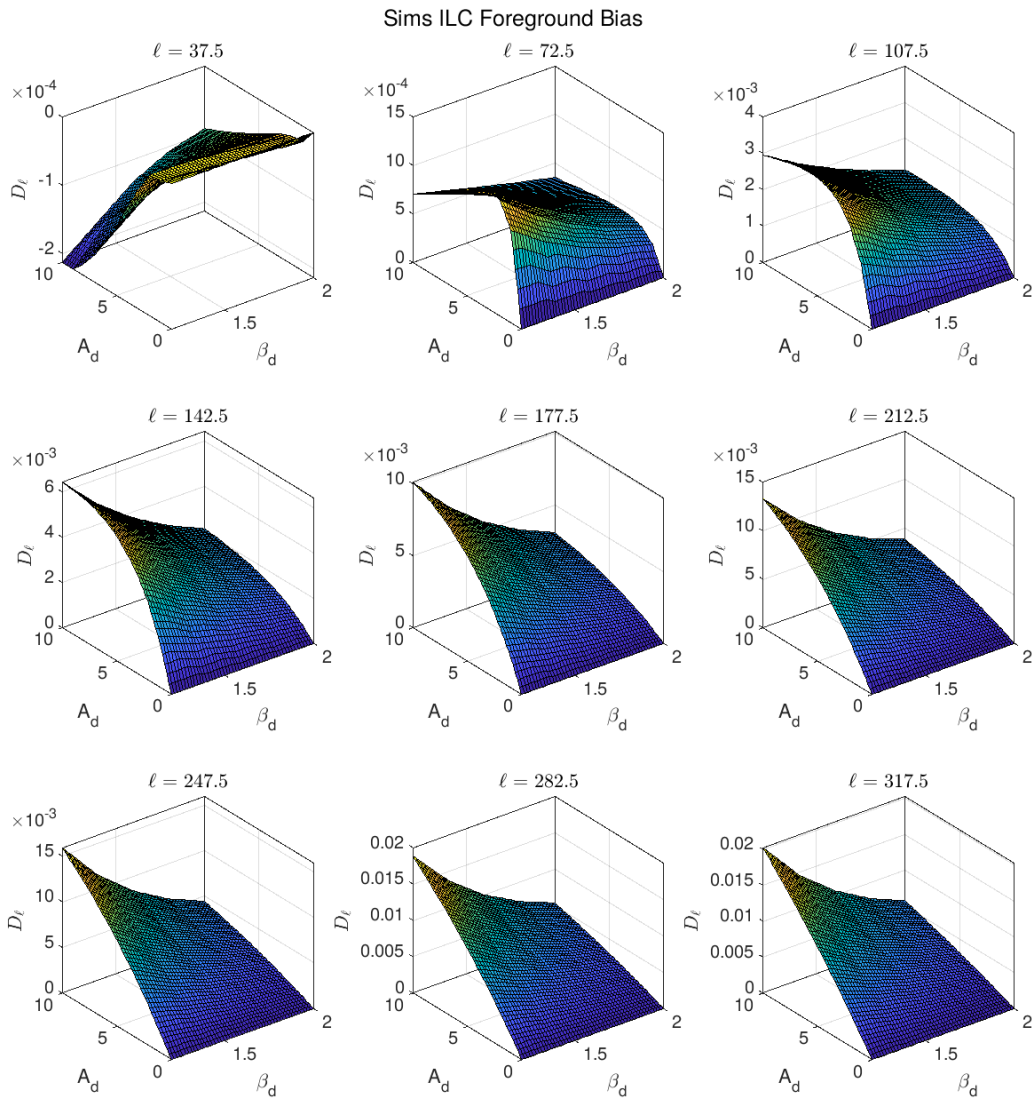 Sims ILC Foreground Bias
ℓ = 37.5
×10⁻⁴
0
-1
-2
D_ℓ
10
5
0
A_d
1.5
2
β_d
ℓ = 72.5
×10⁻⁴
15
10
5
0
D_ℓ
10
5
0
A_d
1.5
2
β_d
ℓ = 107.5
×10⁻³
4
3
2
1
0
D_ℓ
10
5
0
A_d
1.5
2
β_d
ℓ = 142.5
×10⁻³
6
4
2
0
D_ℓ
10
5
0
A_d
1.5
2
β_d
ℓ = 177.5
×10⁻³
10
5
0
D_ℓ
10
5
0
A_d
1.5
2
β_d
ℓ = 212.5
×10⁻³
15
10
5
0
D_ℓ
10
5
0
A_d
1.5
2
β_d
ℓ = 247.5
×10⁻³
15
10
5
0
D_ℓ
10
5
0
A_d
1.5
2
β_d
ℓ = 282.5
0.02
0.015
0.01
0.005
0
D_ℓ
10
5
0
A_d
1.5
2
β_d
ℓ = 317.5
0.02
0.015
0.01
0.005
0
D_ℓ
10
5
0
A_d
1.5
2
β_d